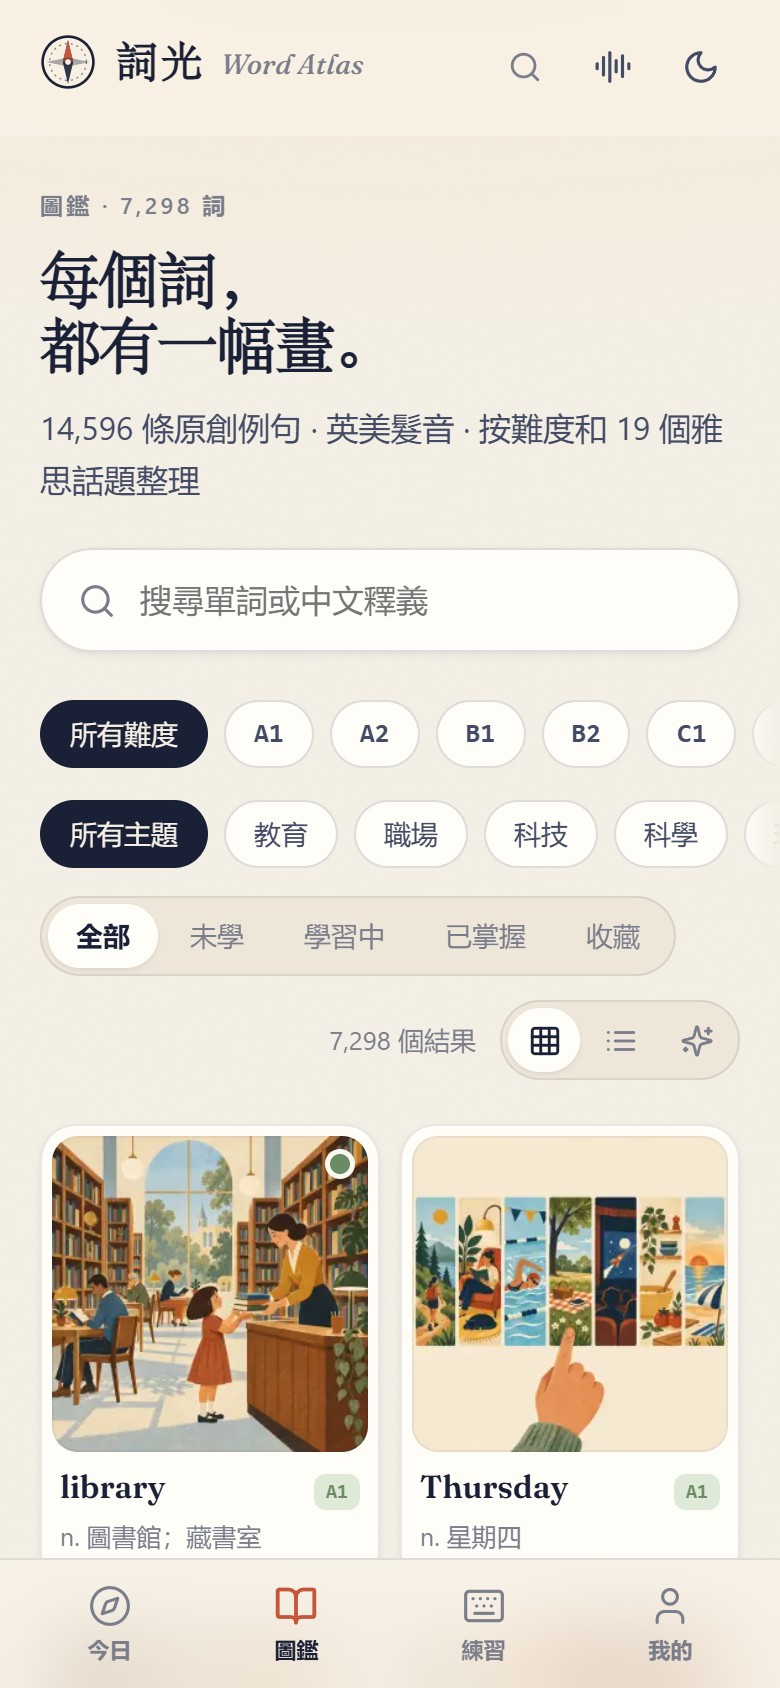 詞光 Word Atlas
圖鑑 · 7,298 詞
每個詞，
都有一幅畫。
14,596 條原創例句 · 英美髮音 · 按難度和 19 個雅
思話題整理
搜尋單詞或中文釋義
所有難度 A1 A2 B1 B2 C1
所有主題 教育 職場 科技 科學
全部 未學 學習中 已掌握 收藏
7,298 個結果
library A1
n. 圖書館；藏書室
Thursday A1
n. 星期四
今日 圖鑑 練習 我的